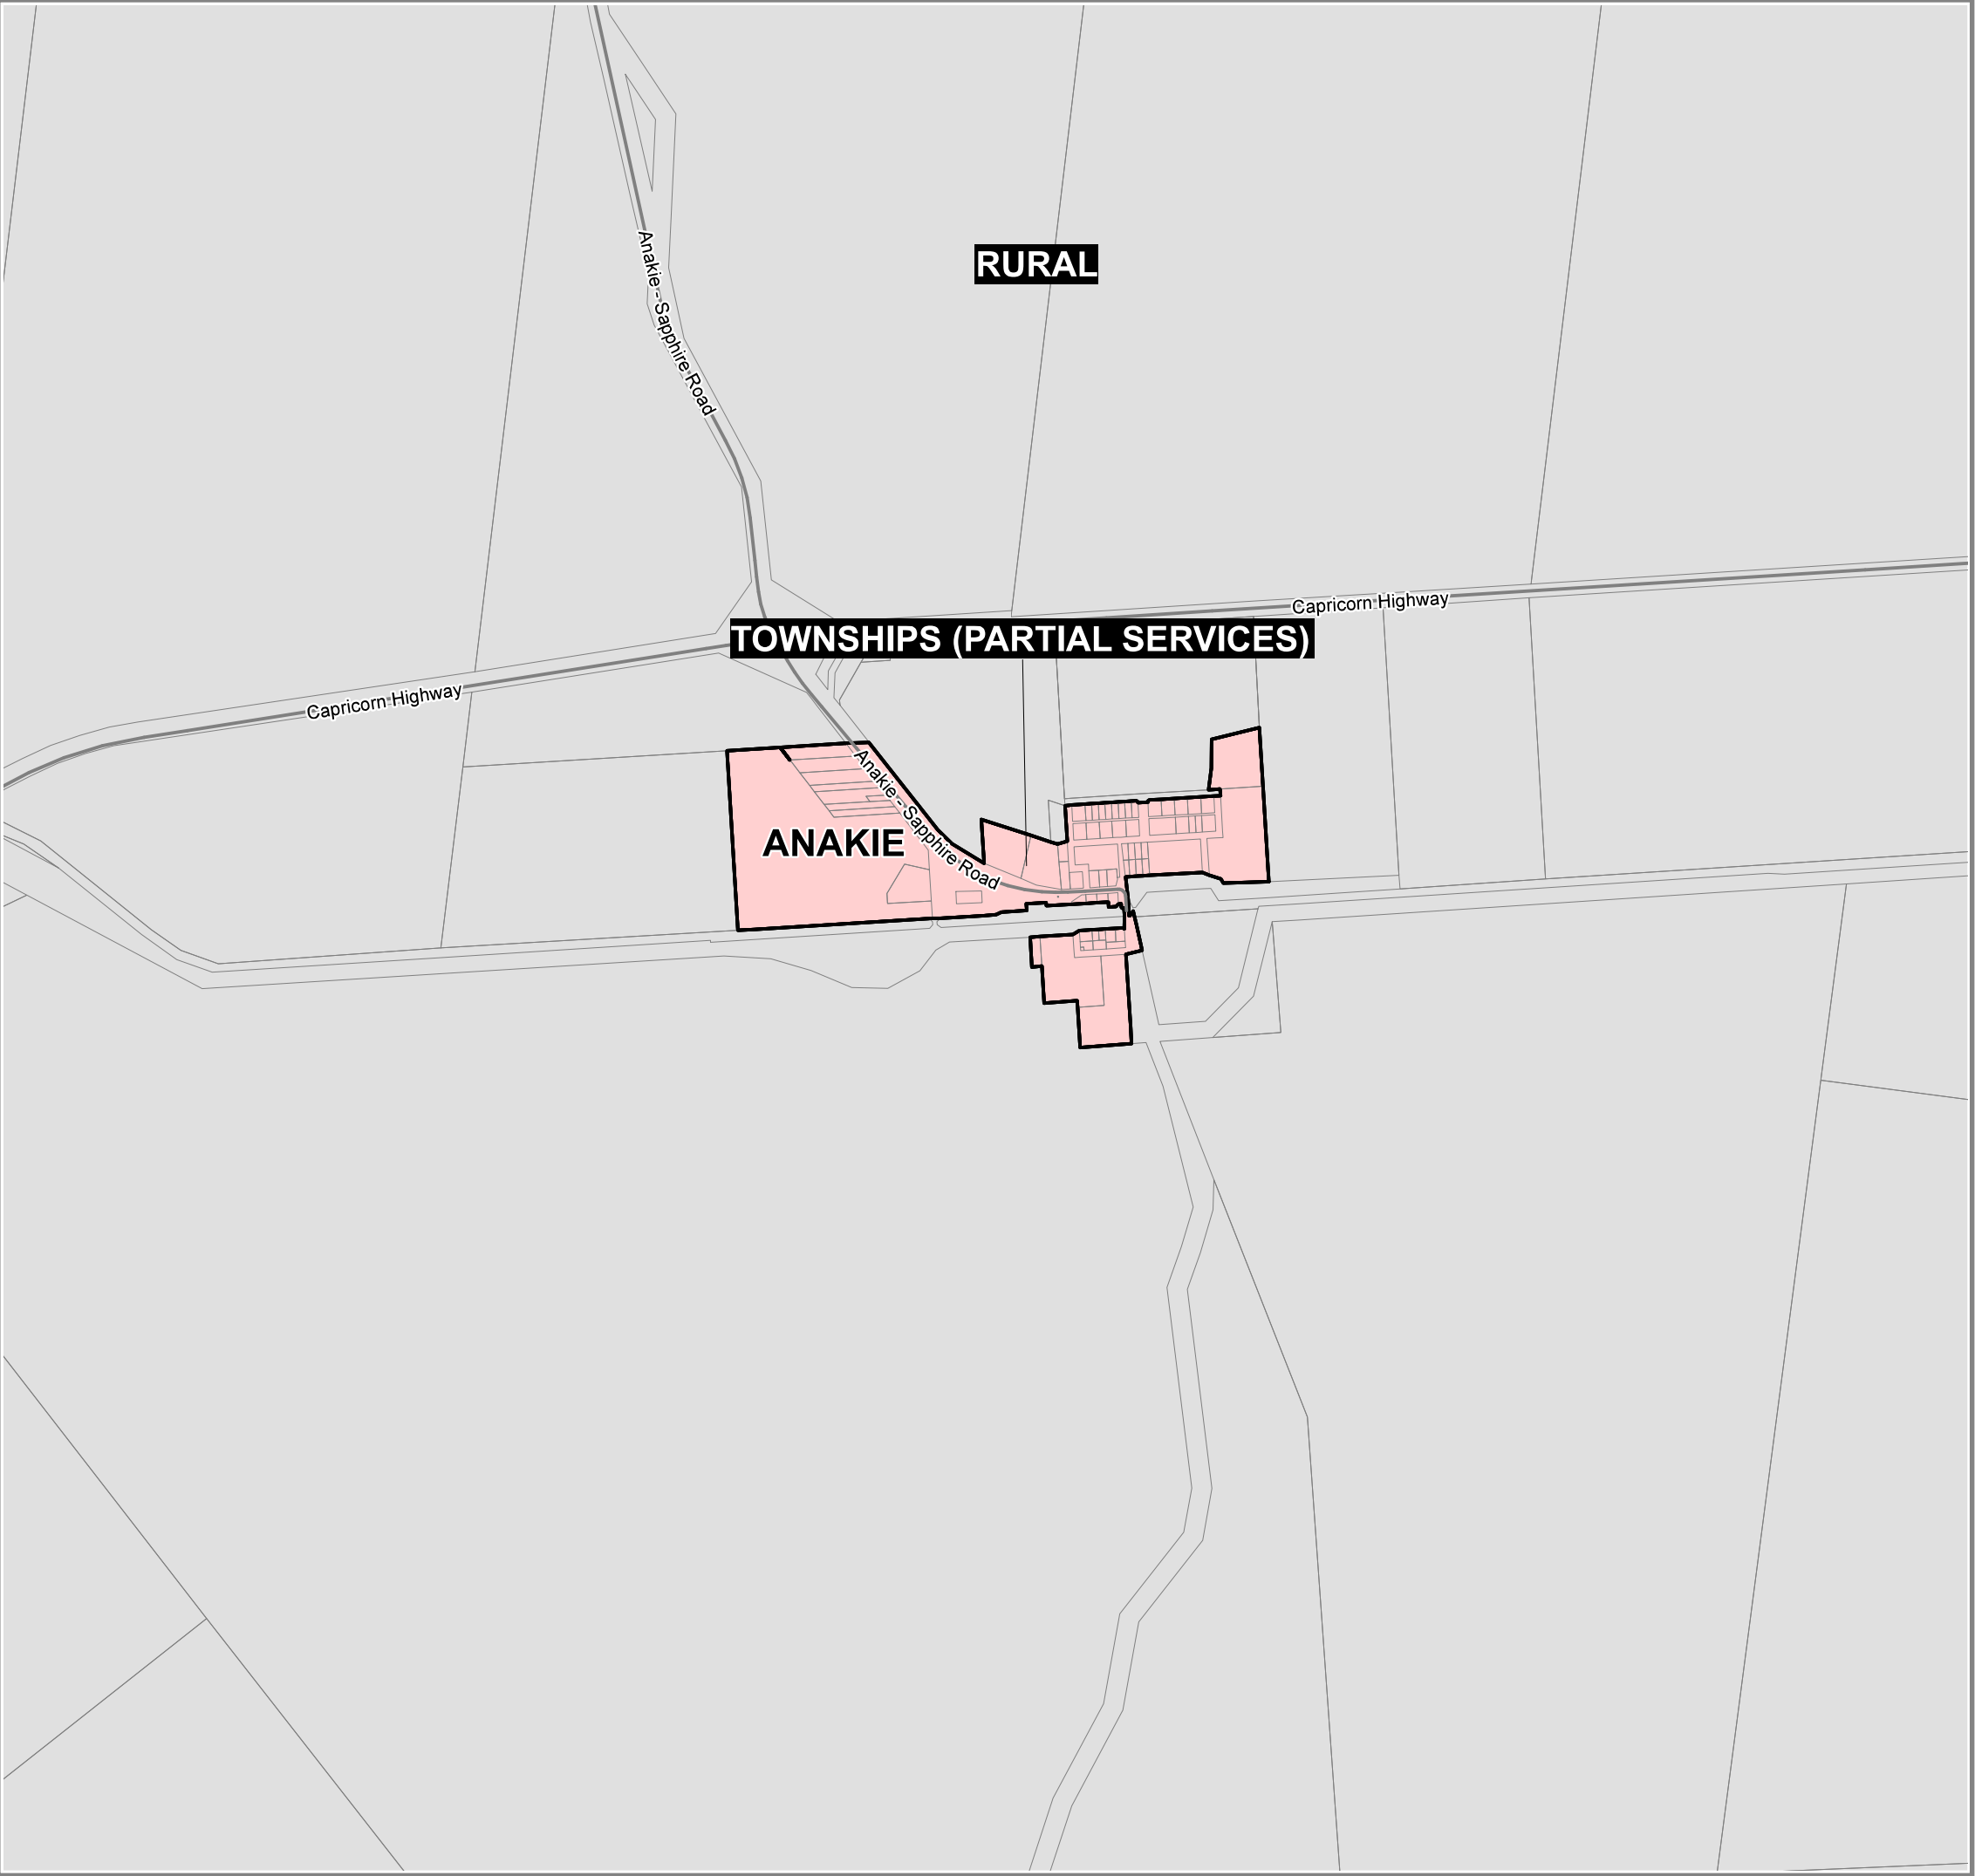 Anakie - Sapphire Road
RURAL
Capricorn Highway
TOWNSHIPS (PARTIAL SERVICES)
Capricorn Highway
ANAKIE
Anakie - Sapphire Road